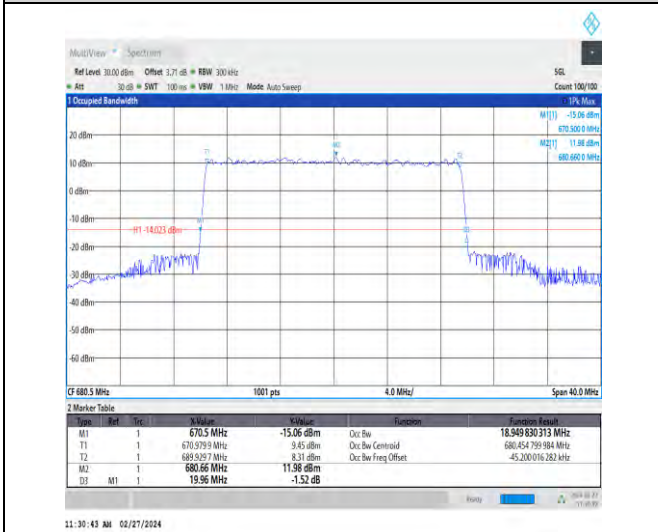 MultiView Spectrum
Ref Level 30.00 dBm Offset 3.71 dB RBW 300 kHz SGL
Att 30 dB SWT 100 ms VBW 1 MHz Mode Auto Sweep Count 100/100
1 Occupied Bandwidth 1Pk Max
M1[1] -15.06 dBm
670.500 0 MHz
M2[1] 11.98 dBm
680.660 0 MHz
20 dBm
10 dBm
0 dBm
-10 dBm
H1 -14.023 dBm
-20 dBm
-30 dBm
-40 dBm
-50 dBm
-60 dBm
CF 680.5 MHz 1001 pts 4.0 MHz/ Span 40.0 MHz
2 Marker Table
Type Ref Trc X-Value Y-Value Function Function Result
M1 1 670.5 MHz -15.06 dBm Occ Bw 18.949 830 313 MHz
T1 1 670.9799 MHz 9.45 dBm Occ Bw Centroid 680.454 799 984 MHz
T2 1 689.9297 MHz 8.31 dBm Occ Bw Freq Offset -45.200 016 282 kHz
M2 1 680.66 MHz 11.98 dBm
D3 M1 1 19.96 MHz -1.52 dB
Ready
11:30:43 AM 02/27/2024